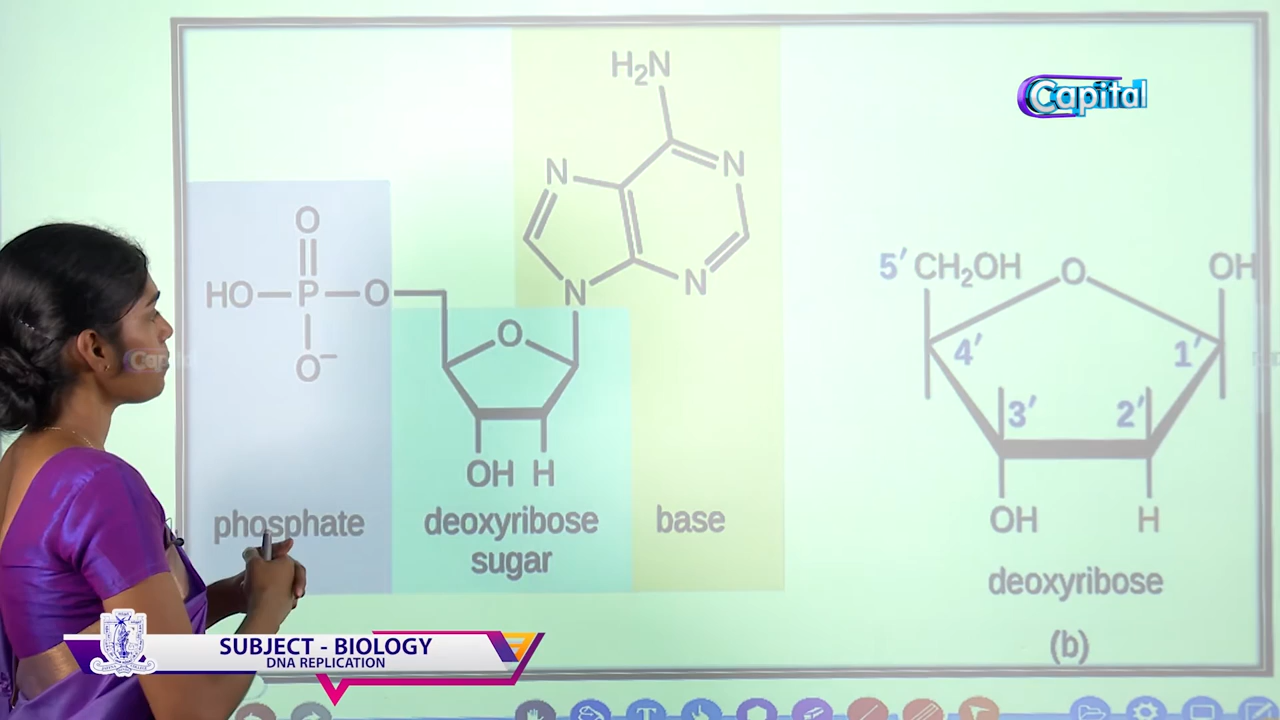 Capital
H₂N
N
N
N
N
O
HO
P
O
O⁻
O
OH H
phosphate
deoxyribose
sugar
base
5′ CH₂OH
O
OH
4′
1′
3′
2′
OH
H
deoxyribose
(b)
SUBJECT - BIOLOGY
DNA REPLICATION